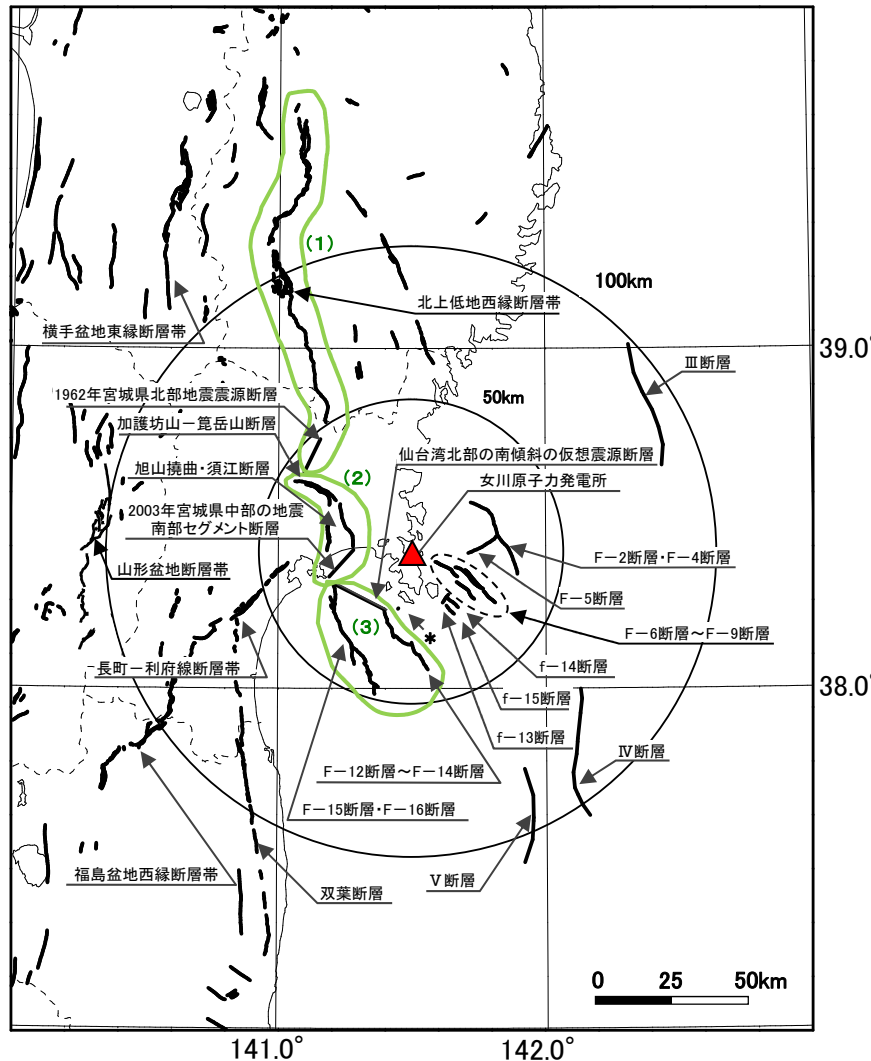 (1)
100km
北上低地西縁断層帯
横手盆地東縁断層帯
39.0°
Ⅲ断層
1962年宮城県北部地震震源断層
50km
加護坊山－箟岳山断層
仙台湾北部の南傾斜の仮想震源断層
旭山撓曲・須江断層
(2)
女川原子力発電所
2003年宮城県中部の地震
南部セグメント断層
F－2断層・F－4断層
山形盆地断層帯
F－5断層
(3)
*
F－6断層～F－9断層
長町－利府線断層帯
f－14断層
38.0°
f－15断層
f－13断層
Ⅳ断層
F－12断層～F－14断層
F－15断層・F－16断層
福島盆地西縁断層帯
双葉断層
Ⅴ断層
0 25 50km
141.0° 142.0°